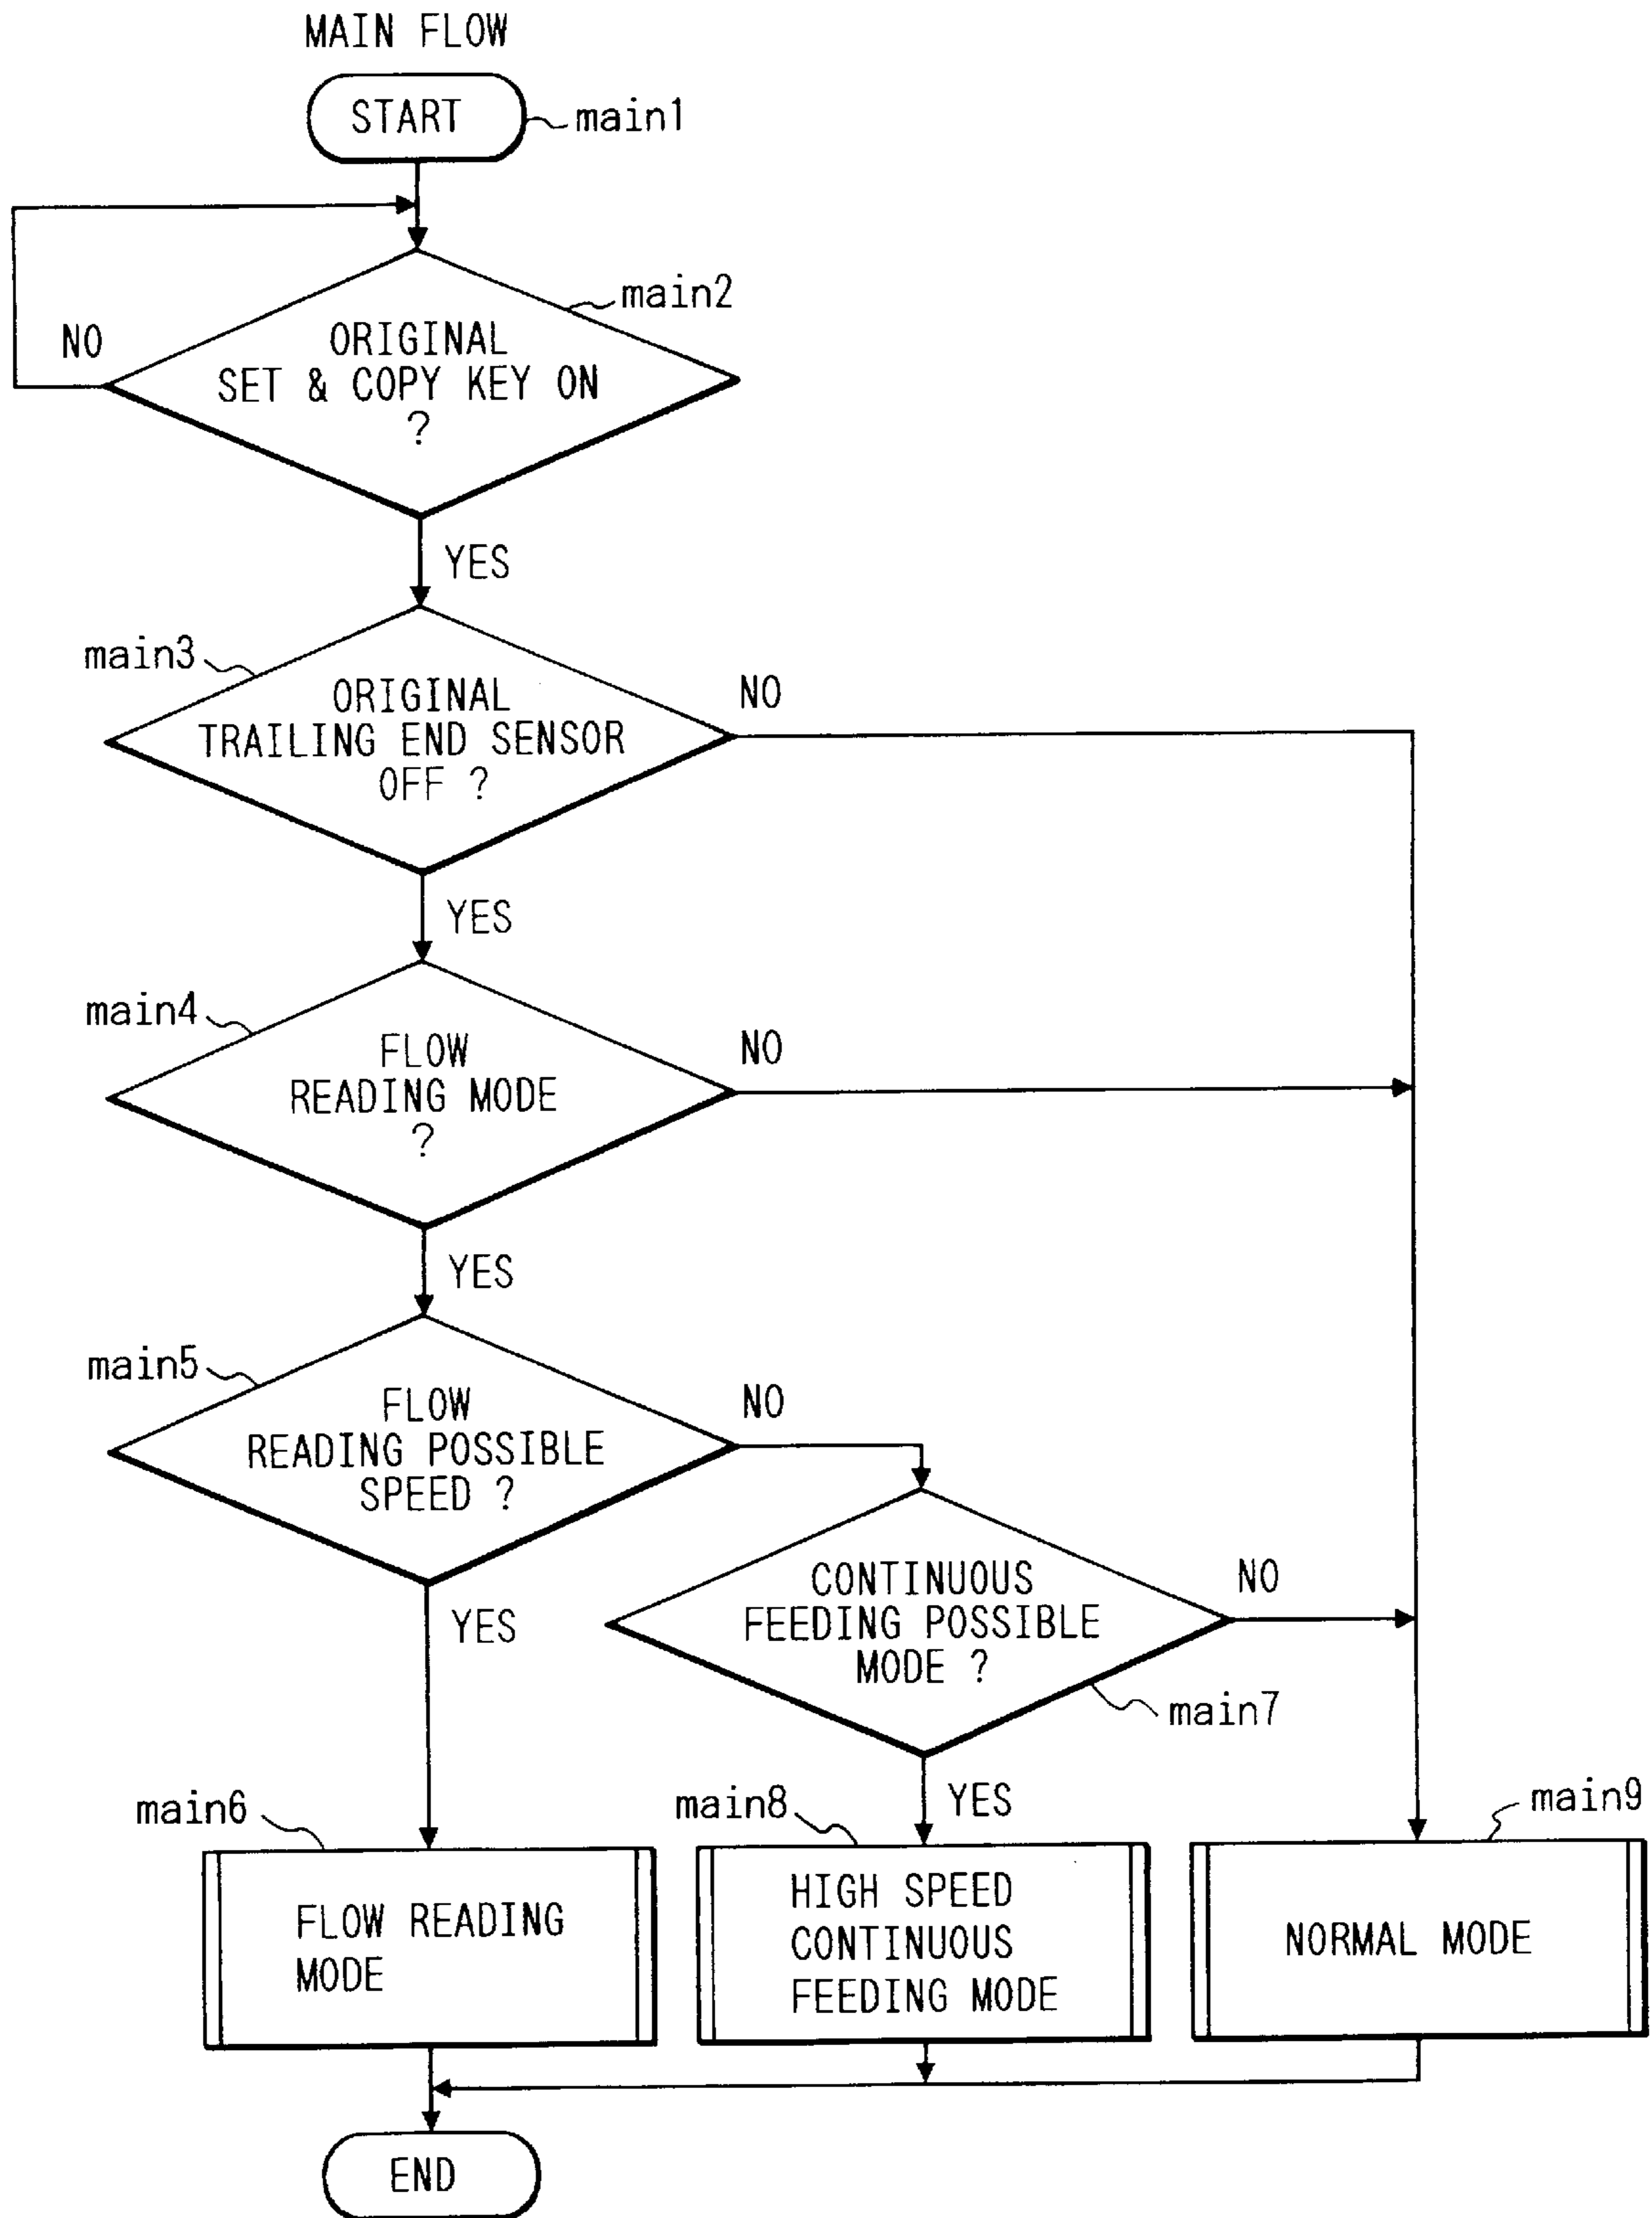 MAIN FLOW
START
main1
main2
NO
ORIGINAL
SET & COPY KEY ON
?
YES
main3
ORIGINAL
TRAILING END SENSOR
OFF ?
NO
YES
main4
FLOW
READING MODE
?
NO
YES
main5
FLOW
READING POSSIBLE
SPEED ?
NO
YES
CONTINUOUS
FEEDING POSSIBLE
MODE ?
NO
main7
YES
main6
FLOW READING
MODE
main8
HIGH SPEED
CONTINUOUS
FEEDING MODE
main9
NORMAL MODE
END